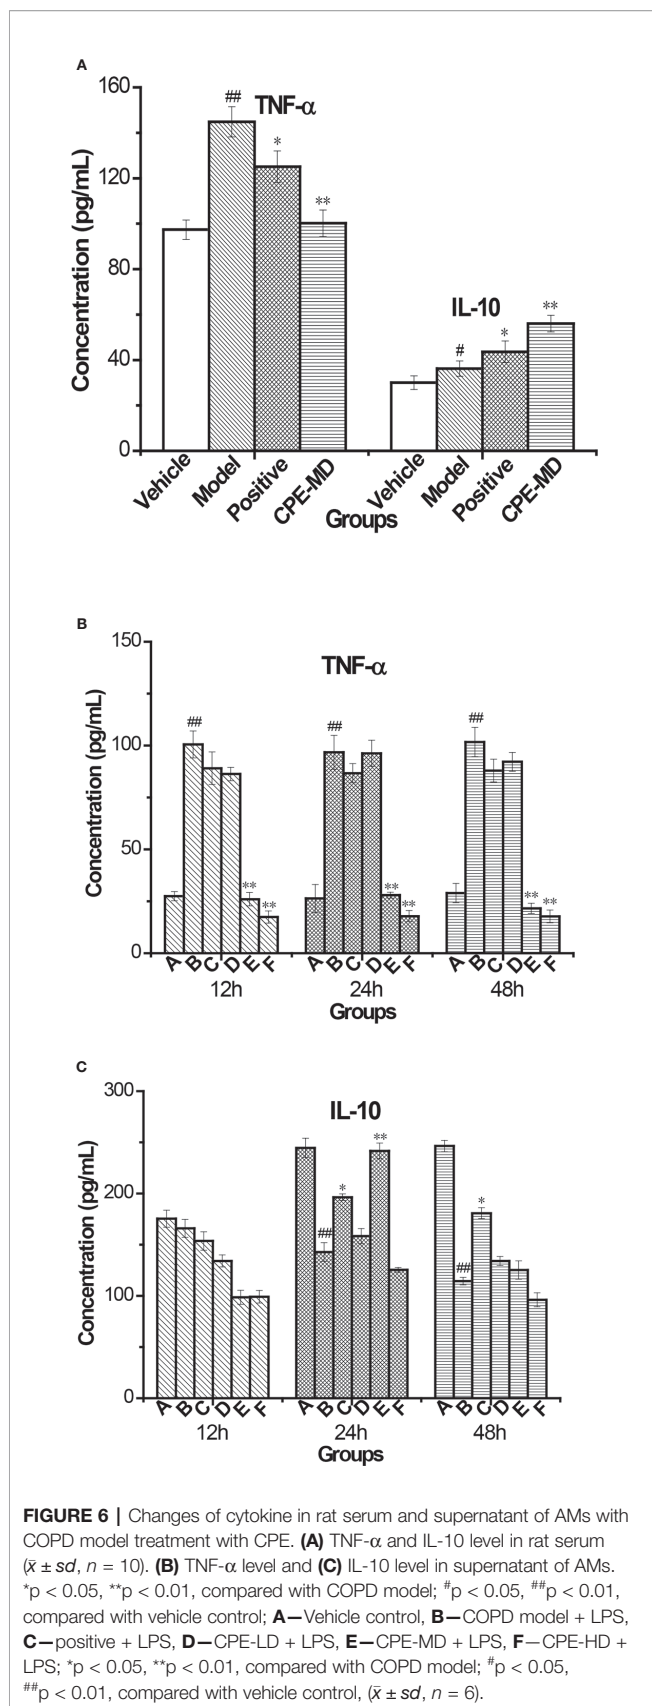 A
160
120
80
40
0
Concentration (pg/mL)
TNF-α
##
*
**
IL-10
#
*
**
Vehicle
Model
Positive
CPE-MD
Vehicle
Model
Positive
CPE-MD
Groups
B
150
100
50
0
Concentration (pg/mL)
TNF-α
##
**
**
##
**
**
##
**
**
A B C D E F
A B C D E F
A B C D E F
12h 24h 48h
Groups
C
300
200
100
0
Concentration (pg/mL)
IL-10
##
*
**
##
*
A B C D E F
A B C D E F
A B C D E F
12h 24h 48h
Groups
FIGURE 6 | Changes of cytokine in rat serum and supernatant of AMs with
COPD model treatment with CPE. (A) TNF-α and IL-10 level in rat serum
(x̄ ± sd, n = 10). (B) TNF-α level and (C) IL-10 level in supernatant of AMs.
*p < 0.05, **p < 0.01, compared with COPD model; #p < 0.05, ##p < 0.01,
compared with vehicle control; A—Vehicle control, B—COPD model + LPS,
C—positive + LPS, D—CPE-LD + LPS, E—CPE-MD + LPS, F—CPE-HD +
LPS; *p < 0.05, **p < 0.01, compared with COPD model; #p < 0.05,
##p < 0.01, compared with vehicle control, (x̄ ± sd, n = 6).